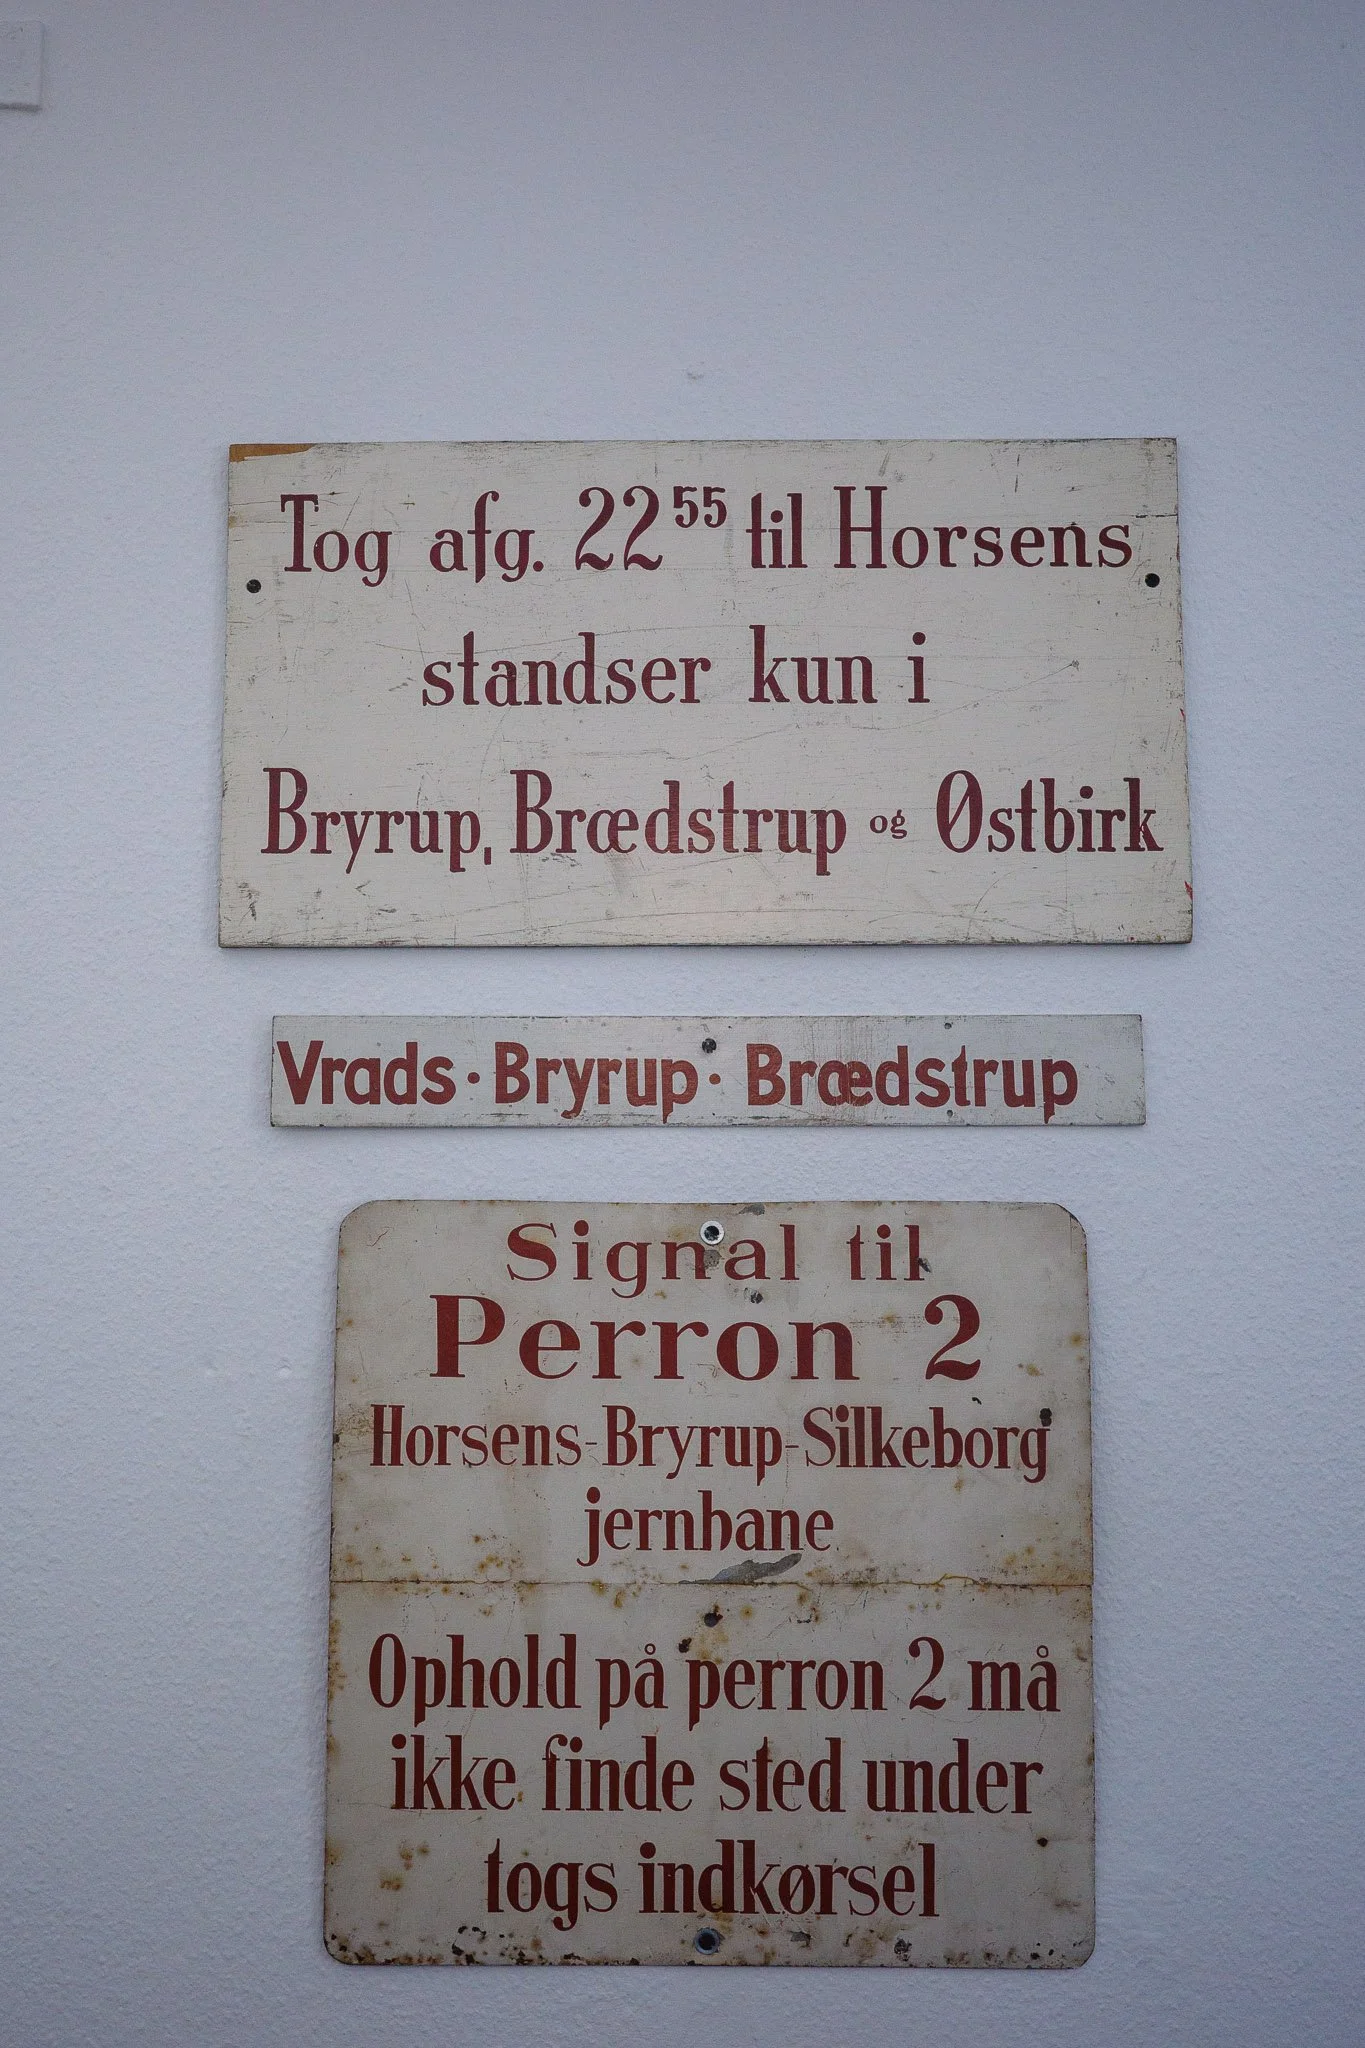 Tog afg. 22⁵⁵ til Horsens
standser kun i
Bryrup, Brædstrup og Østbirk
Vrads · Bryrup · Brædstrup
Signal til
Perron 2
Horsens-Bryrup-Silkeborg
jernbane
Ophold på perron 2 må
ikke finde sted under
togs indkørsel